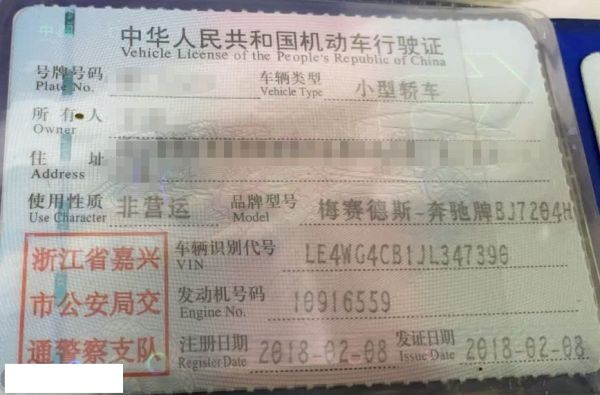 中华人民共和国机动车行驶证
Vehicle License of the People's Republic of China
号牌号码 车辆类型 小型轿车
Plate No. Vehicle Type
所有人
Owner
住址
Address
使用性质 非营运 品牌型号 梅赛德斯-奔驰牌BJ7204H
Use Character Model
浙江省嘉兴
市公安局交
通警察支队
车辆识别代号 LE4WG4CB1JL347390
VIN
发动机号码 10916559
Engine No.
注册日期 2018-02-08 发证日期 2018-02-08
Register Date Issue Date